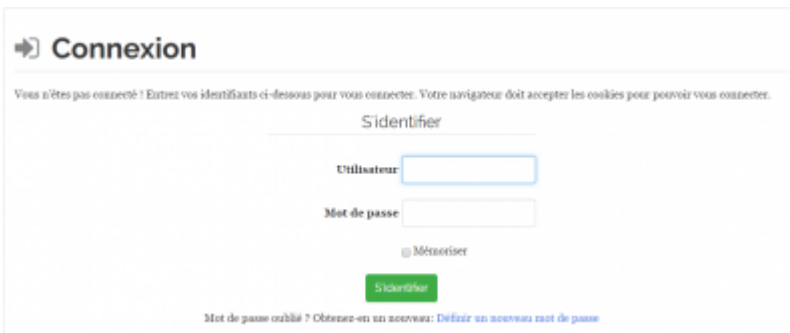 Connexion
Vous n'êtes pas connecté ! Entrez vos identifiants ci-dessous pour vous connecter. Votre navigateur doit accepter les cookies pour pouvoir vous connecter.
S'identifier
Utilisateur
Mot de passe
Mémoriser
S'identifier
Mot de passe oublié ? Obtenez-en un nouveau: Définir un nouveau mot de passe